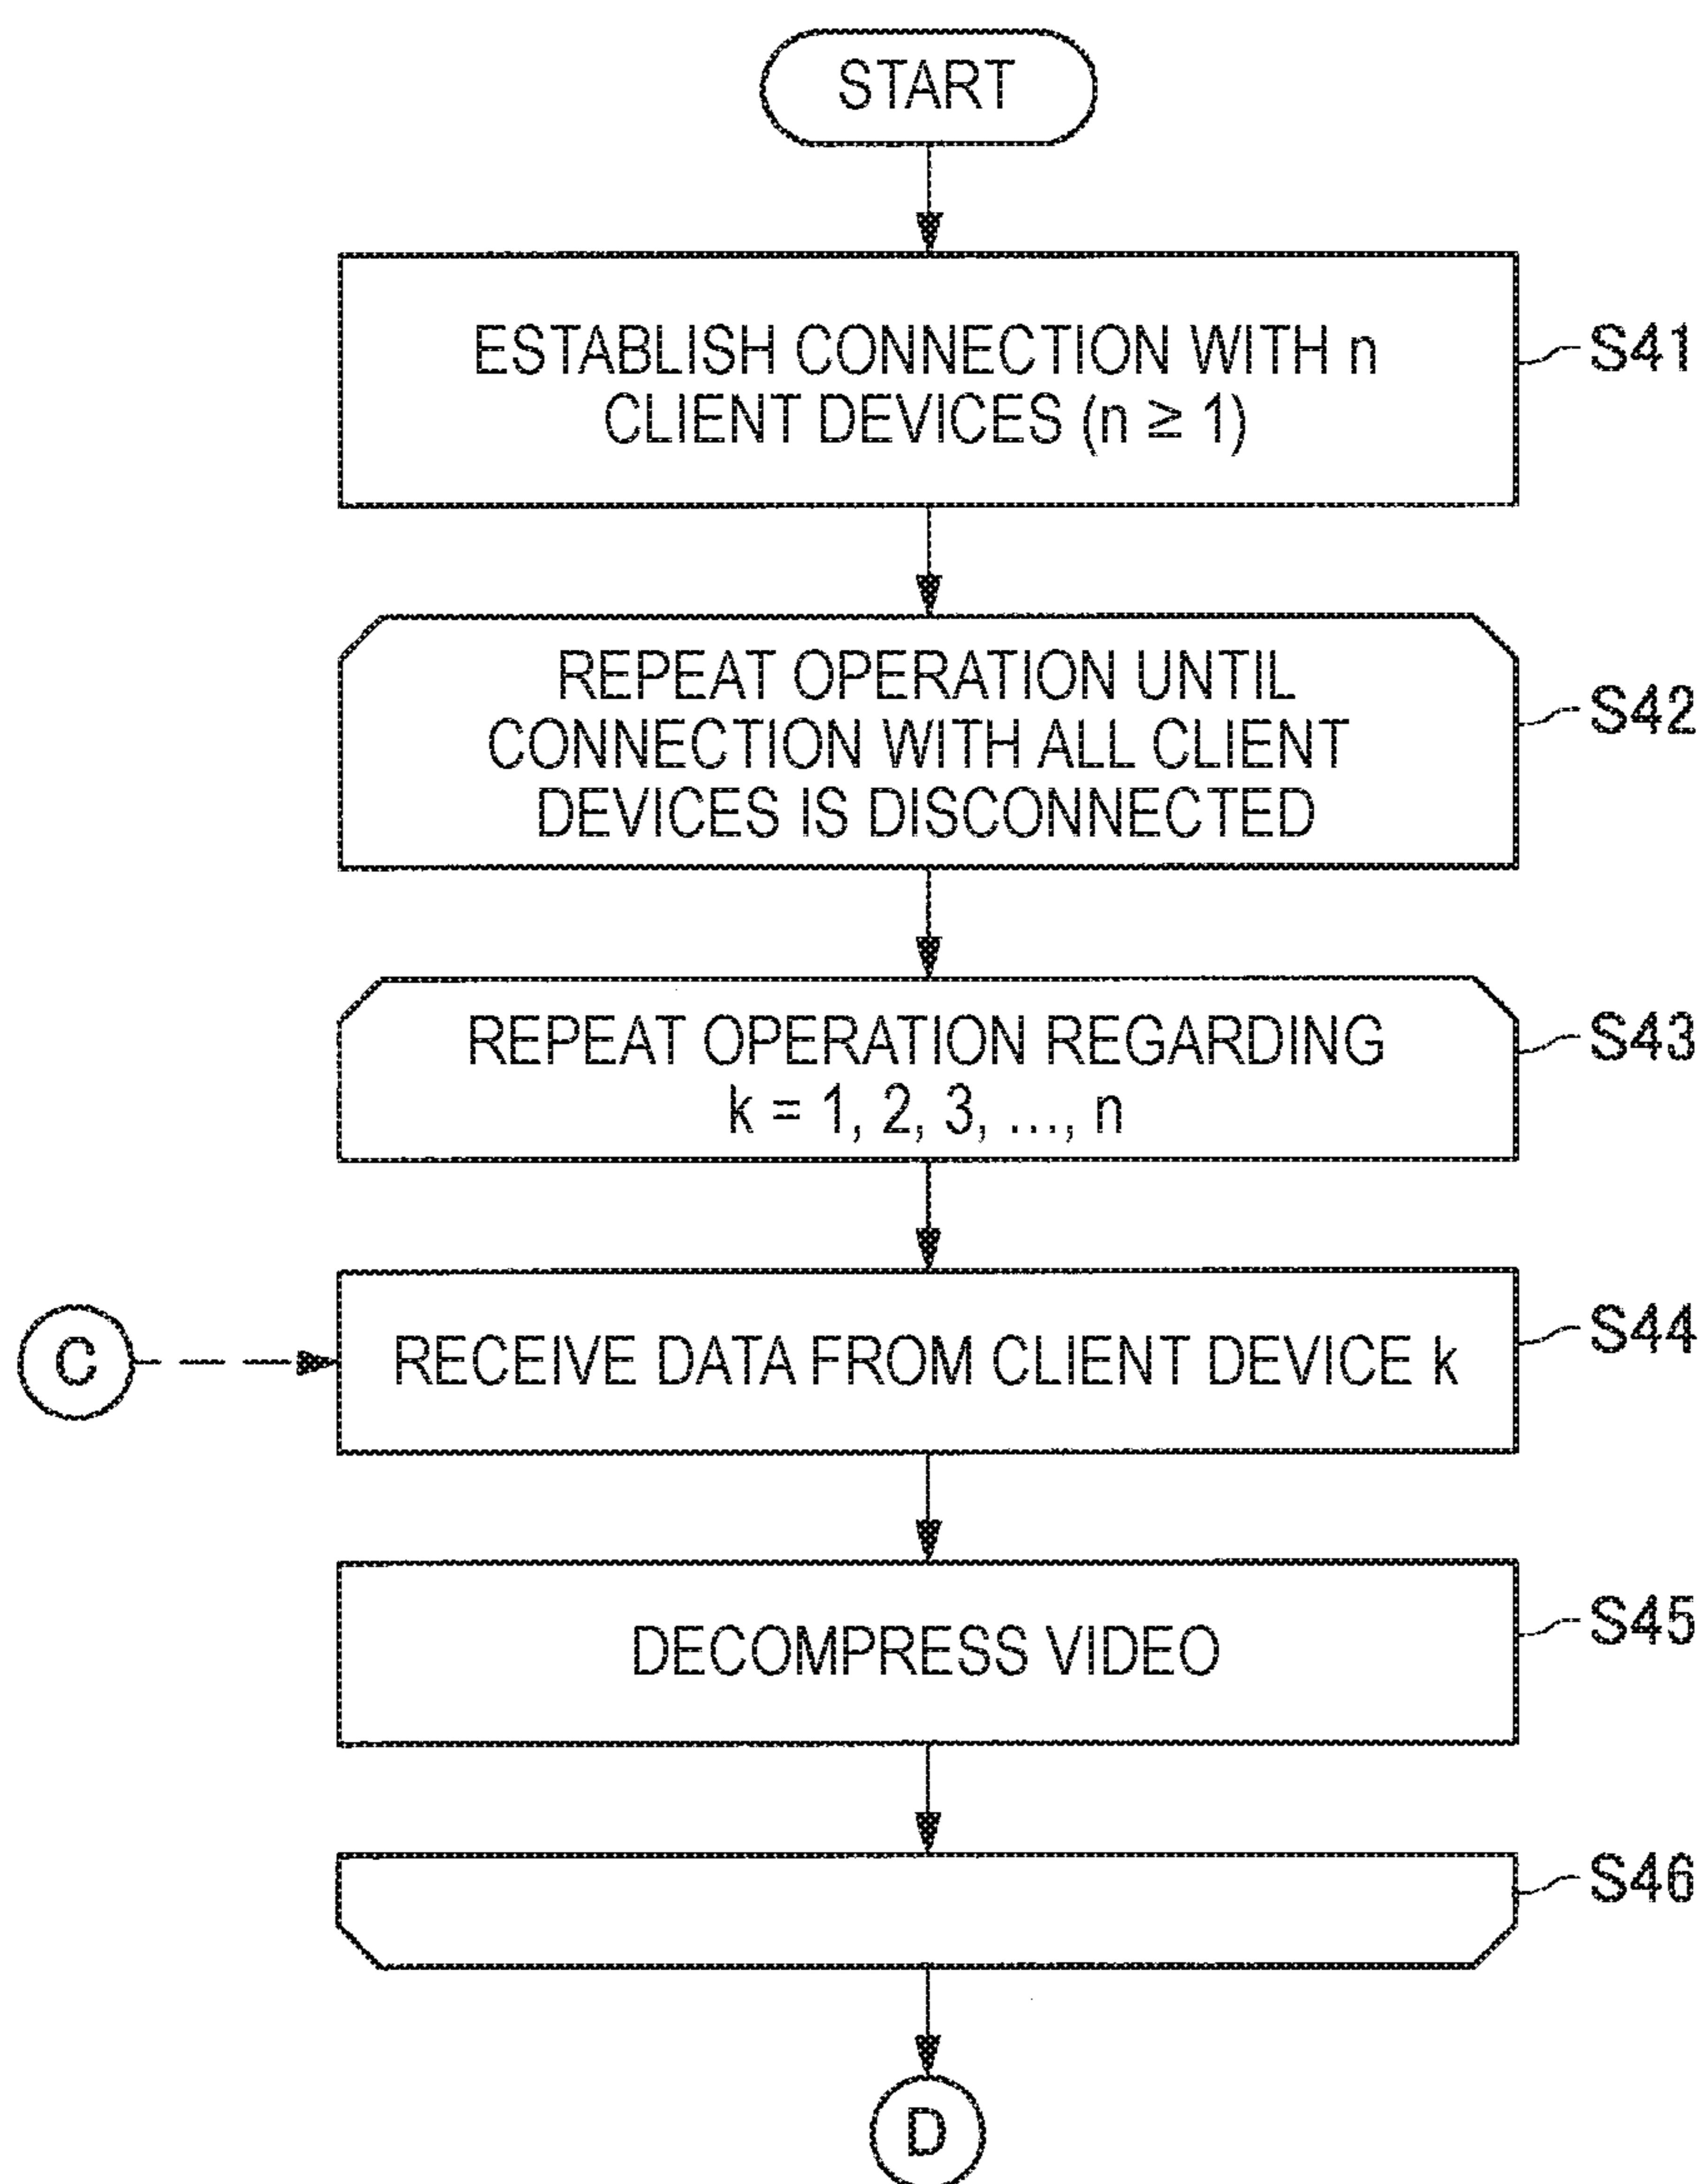 START
ESTABLISH CONNECTION WITH n
CLIENT DEVICES (n ≥ 1)
S41
REPEAT OPERATION UNTIL
CONNECTION WITH ALL CLIENT
DEVICES IS DISCONNECTED
S42
REPEAT OPERATION REGARDING
k = 1, 2, 3, ..., n
S43
C
RECEIVE DATA FROM CLIENT DEVICE k
S44
DECOMPRESS VIDEO
S45
S46
D